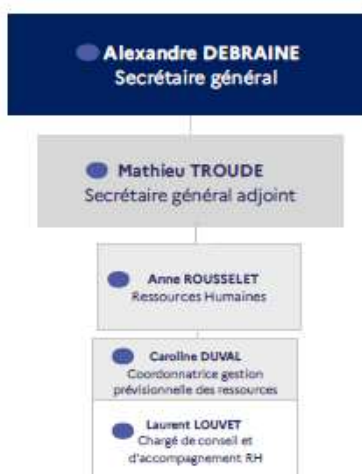 Alexandre DEBRAINE
Secrétaire général
Mathieu TROUDE
Secrétaire général adjoint
Anne ROUSSELET
Ressources Humaines
Caroline DUVAL
Coordonnatrice gestion
prévisionnelle des ressources
Laurent LOUVET
Chargé de conseil et
d'accompagnement RH